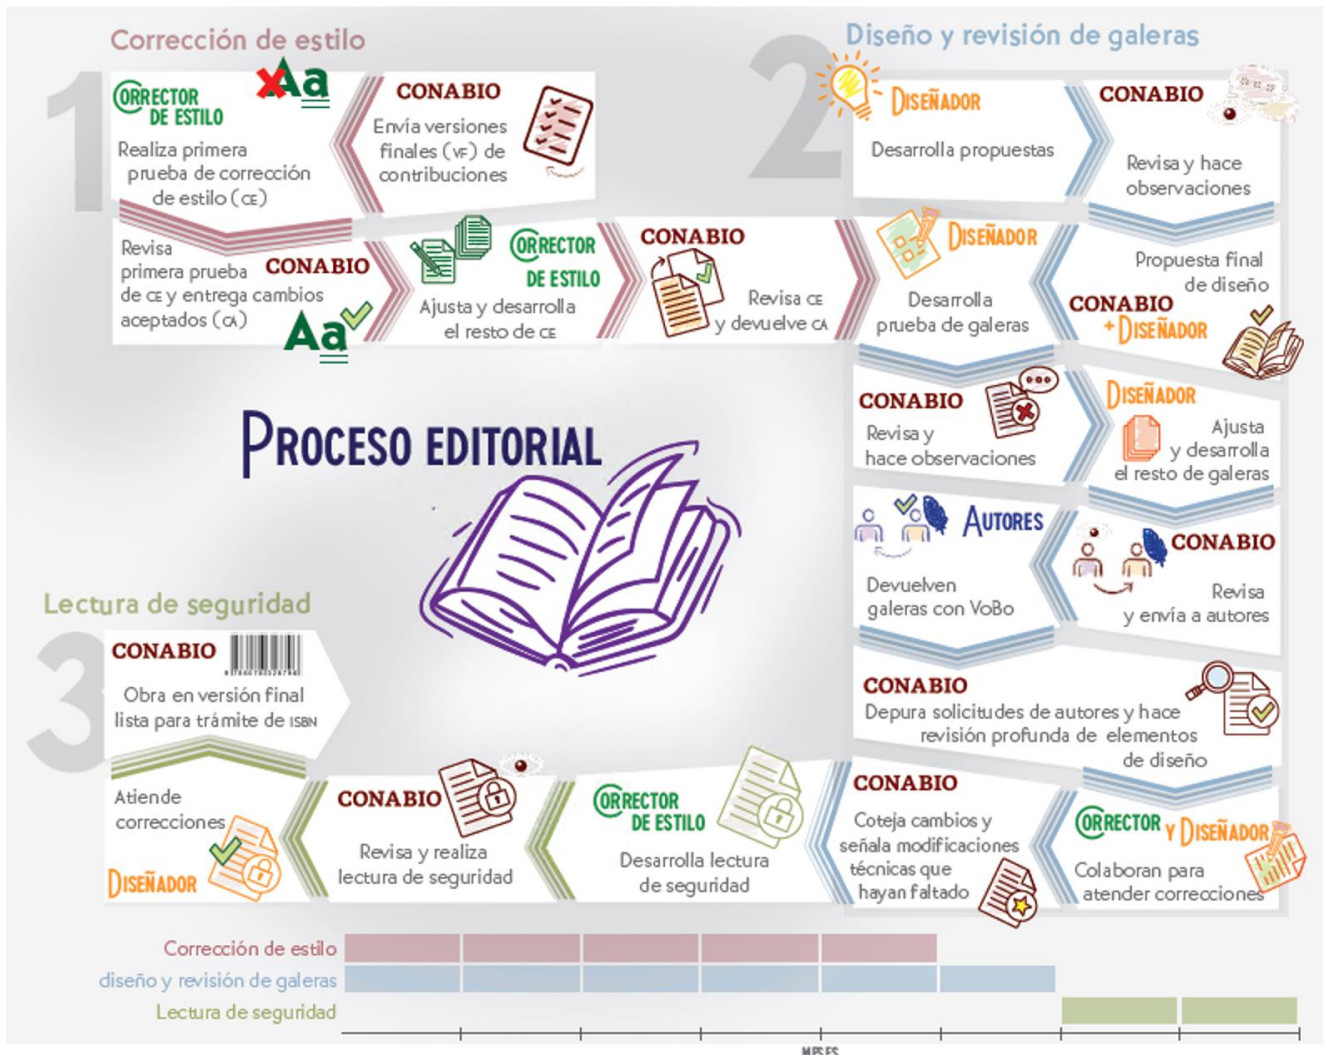 Corrección de estilo
1
CONABIO
Envía versiones
finales (VF) de
contribuciones
CORRECTOR
DE ESTILO
Aa
Realiza primera
prueba de corrección
de estilo (CE)
Revisa
primera prueba
de CE y entrega cambios
aceptados (CA)
CONABIO
Aa
CORRECTOR
DE ESTILO
Ajusta y desarrolla
el resto de CE
CONABIO
Revisa CE
y devuelve CA
Diseño y revisión de galeras
2
DISEÑADOR
Desarrolla propuestas
CONABIO
Revisa y hace
observaciones
Propuesta final
de diseño
CONABIO
+ DISEÑADOR
DISEÑADOR
Desarrolla
prueba de galeras
CONABIO
Revisa y
hace observaciones
DISEÑADOR
Ajusta
y desarrolla
el resto de galeras
CONABIO
Revisa
y envía a autores
AUTORES
Devuelven
galeras con VoBo
CONABIO
Depura solicitudes de autores y hace
revisión profunda de elementos
de diseño
CORRECTOR Y DISEÑADOR
Colaboran para
atender correcciones
CONABIO
Coteja cambios y
señala modificaciones
técnicas que
hayan faltado
PROCESO EDITORIAL
Lectura de seguridad
3
CORRECTOR
DE ESTILO
Desarrolla lectura
de seguridad
CONABIO
Revisa y realiza
lectura de seguridad
Atiende
correcciones
DISEÑADOR
CONABIO
Obra en versión final
lista para trámite de ISBN
Corrección de estilo
diseño y revisión de galeras
Lectura de seguridad
MESES